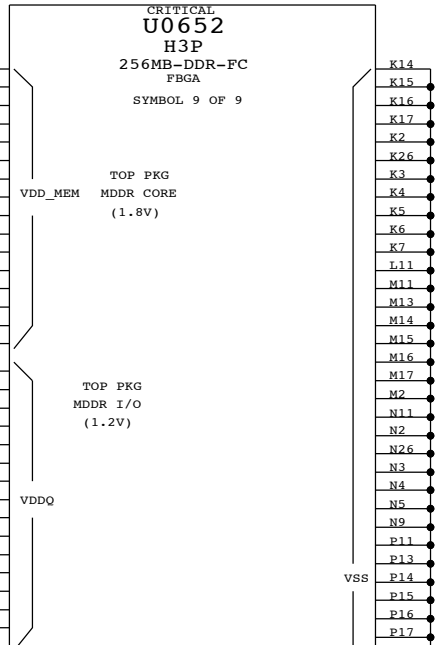 CRITICAL
U0652
H3P
256MB-DDR-FC
FBGA
SYMBOL 9 OF 9
VDD_MEM
TOP PKG
MDDR CORE
(1.8V)
TOP PKG
MDDR I/O
(1.2V)
VDDQ
VSS
K14
K15
K16
K17
K2
K26
K3
K4
K5
K6
K7
L11
M11
M13
M14
M15
M16
M17
M2
N11
N2
N26
N3
N4
N5
N9
P11
P13
P14
P15
P16
P17